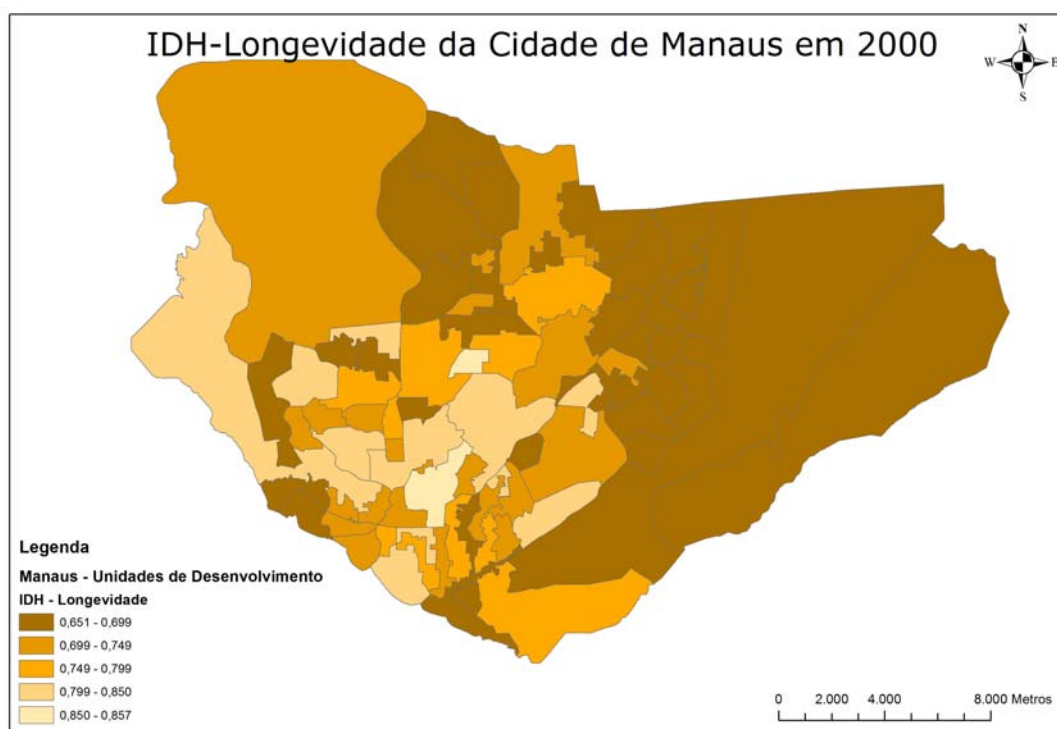 IDH-Longevidade da Cidade de Manaus em 2000
N
W E
S
Legenda
Manaus - Unidades de Desenvolvimento
IDH - Longevidade
0,651 - 0,699
0,699 - 0,749
0,749 - 0,799
0,799 - 0,850
0,850 - 0,857
0 2.000 4.000 8.000 Metros